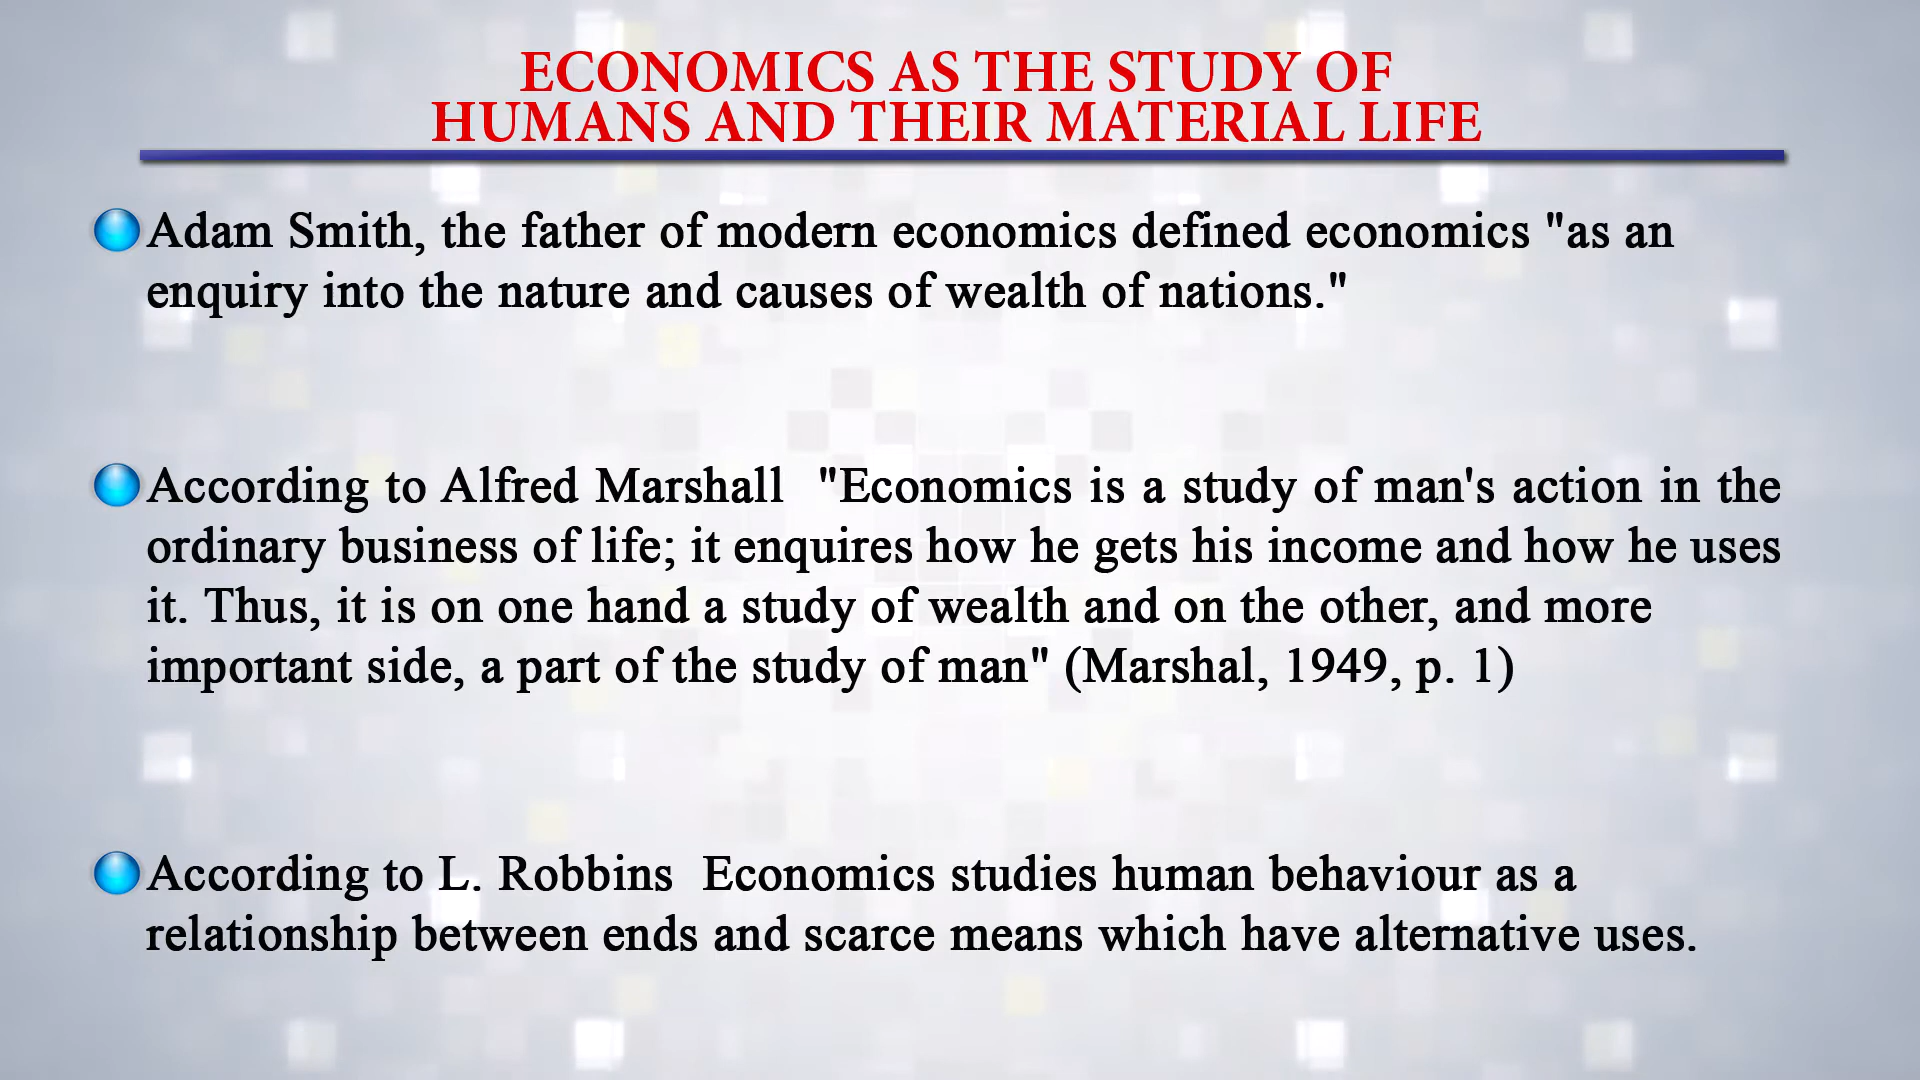 ECONOMICS AS THE STUDY OF
HUMANS AND THEIR MATERIAL LIFE
Adam Smith, the father of modern economics defined economics "as an
enquiry into the nature and causes of wealth of nations."
According to Alfred Marshall "Economics is a study of man's action in the
ordinary business of life; it enquires how he gets his income and how he uses
it. Thus, it is on one hand a study of wealth and on the other, and more
important side, a part of the study of man" (Marshal, 1949, p. 1)
According to L. Robbins Economics studies human behaviour as a
relationship between ends and scarce means which have alternative uses.